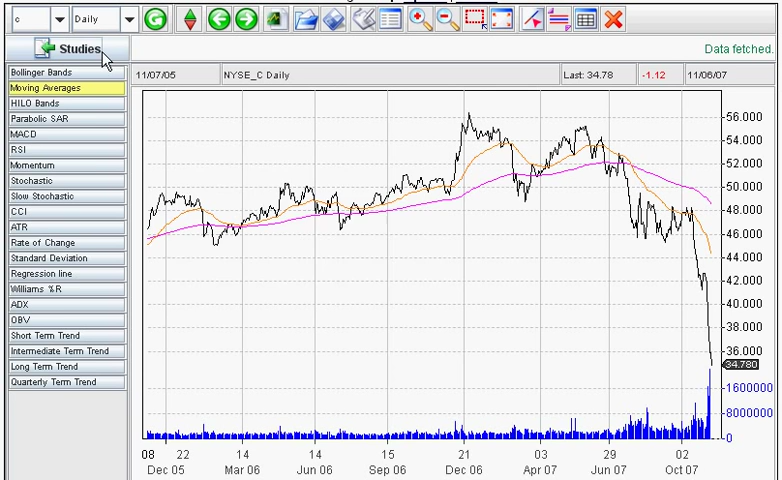 c Daily
Studies
Data fetched.
Bollinger Bands
Moving Averages
HILO Bands
Parabolic SAR
MACD
RSI
Momentum
Stochastic
Slow Stochastic
CCI
ATR
Rate of Change
Standard Deviation
Regression line
Williams %R
ADX
OBV
Short Term Trend
Intermediate Term Trend
Long Term Trend
Quarterly Term Trend
11/07/05 NYSE_C Daily Last: 34.78 -1.12 11/06/07
56.000
54.000
52.000
50.000
48.000
46.000
44.000
42.000
40.000
38.000
36.000
34.780
1600000
8000000
0
08 22 14 14 15 21 03 29 02
Dec 05 Mar 06 Jun 06 Sep 06 Dec 06 Apr 07 Jun 07 Oct 07